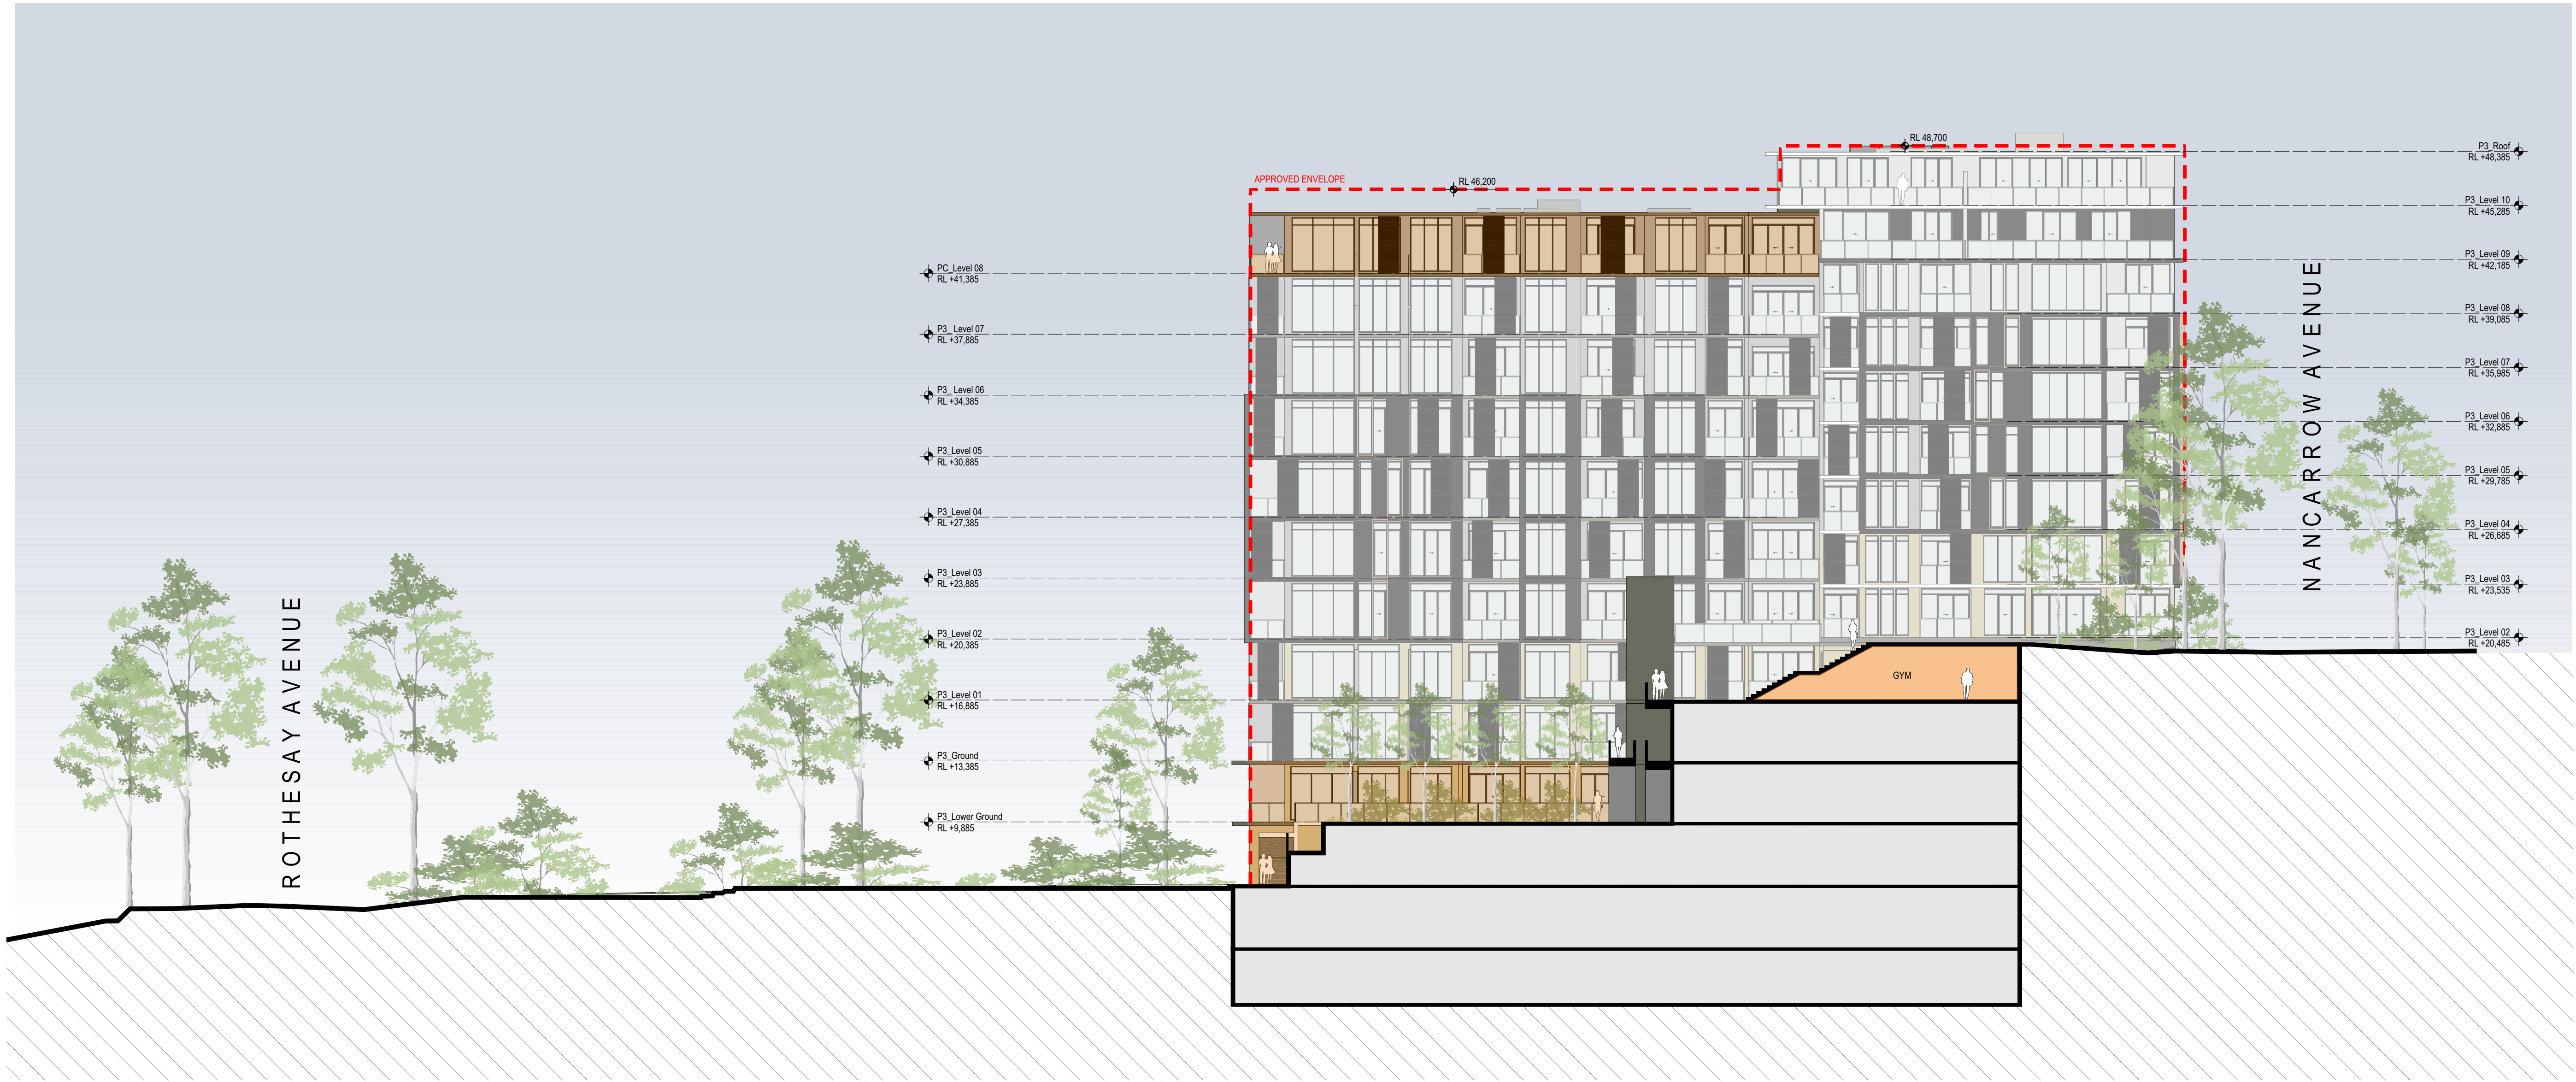 RL 48,700
P3_Roof
RL +48,385
APPROVED ENVELOPE
RL 46,200
P3_Level 10
RL +45,285
P3_Level 09
RL +42,185
PC_Level 08
RL +41,385
P3_Level 08
RL +39,085
P3_ Level 07
RL +37,885
P3_Level 07
RL +35,985
P3_ Level 06
RL +34,385
P3_Level 06
RL +32,885
P3_Level 05
RL +30,885
P3_Level 05
RL +29,785
P3_Level 04
RL +27,385
P3_Level 04
RL +26,685
P3_Level 03
RL +23,885
P3_Level 03
RL +23,535
P3_Level 02
RL +20,385
P3_Level 02
RL +20,485
NANCARROW AVENUE
ROTHESAY AVENUE
GYM
P3_Level 01
RL +16,885
P3_Ground
RL +13,385
P3_Lower Ground
RL +9,885